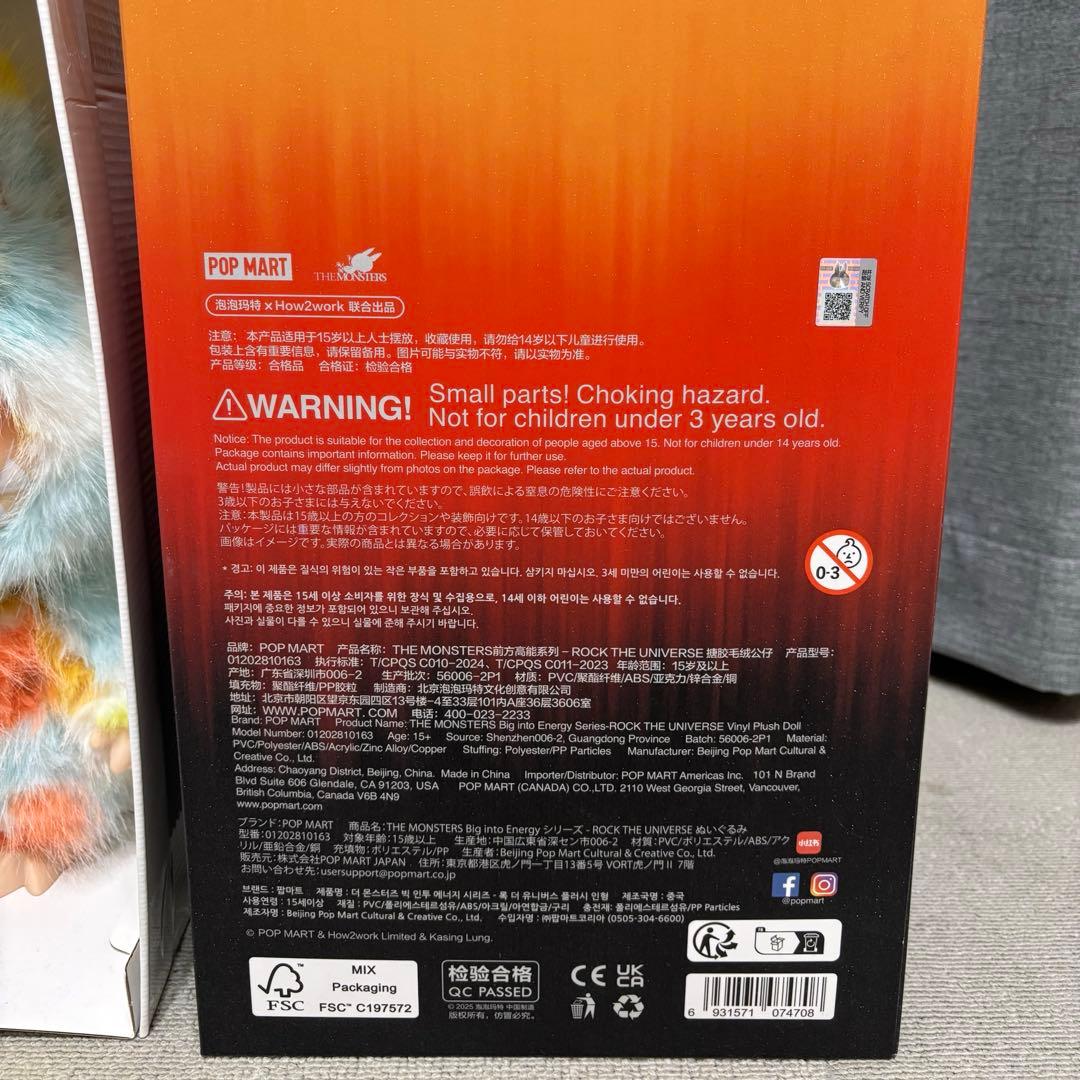 POP MART
THE MONSTERS
泡泡玛特 × How2work 联合出品
注意： 本产品适用于15岁以上人士摆放，收藏使用，请勿给14岁以下儿童进行使用。
包装上含有重要信息，请保留备用。图片可能与实物不符，请以实物为准。
产品等级：合格品 合格证：检验合格
WARNING! Small parts! Choking hazard.
Not for children under 3 years old.
Notice: The product is suitable for the collection and decoration of people aged above 15. Not for children under 14 years old.
Package contains important information. Please keep it for further use.
Actual product may differ slightly from photos on the package. Please refer to the actual product.
警告!製品には小さな部品が含まれていますので、誤飲による窒息の危険性にご注意ください。
3歳以下のお子さまには与えないでください。
注意：本製品は15歳以上の方のコレクションや装飾向けです。14歳以下のお子さま向けではございません。
パッケージには重要な情報が含まれていますので、必要に応じて保管しておいてください。
画像はイメージです。実際の商品とは異なる場合があります。
0-3
* 경고: 이 제품은 질식의 위험이 있는 작은 부품을 포함하고 있습니다. 삼키지 마십시오. 3세 미만의 어린이는 사용할 수 없습니다.
주의: 본 제품은 15세 이상 소비자를 위한 장식 및 수집용으로, 14세 이하 어린이는 사용할 수 없습니다.
패키지에 중요한 정보가 포함되어 있으니 보관해 주십시오.
사진과 실물이 다를 수 있으니 실물에 준해 주시기 바랍니다.
品牌：POP MART 产品名称：THE MONSTERS前方高能系列－ROCK THE UNIVERSE 搪胶毛绒公仔 产品型号：
01202810163 执行标准：T/CPQS C010-2024、T/CPQS C011-2023 年龄范围：15岁及以上
产地：广东省深圳市006-2 生产批次：56006-2P1 材质：PVC/聚酯纤维/ABS/亚克力/锌合金/铜
填充物：聚酯纤维/PP胶粒 制造商：北京泡泡玛特文化创意有限公司
地址：北京市朝阳区望京东园四区13号楼-4至33层101内A座36层3606室
网址：WWW.POPMART.COM 电话：400-023-2233
Brand: POP MART Product Name: THE MONSTERS Big into Energy Series-ROCK THE UNIVERSE Vinyl Plush Doll
Model Number: 01202810163 Age: 15+ Source: Shenzhen006-2, Guangdong Province Batch: 56006-2P1 Material:
PVC/Polyester/ABS/Acrylic/Zinc Alloy/Copper Stuffing: Polyester/PP Particles Manufacturer: Beijing Pop Mart Cultural &
Creative Co., Ltd.
Address: Chaoyang District, Beijing, China. Made in China Importer/Distributor: POP MART Americas Inc. 101 N Brand
Blvd Suite 606 Glendale, CA 91203, USA POP MART (CANADA) CO.,LTD. 2110 West Georgia Street, Vancouver,
British Columbia, Canada V6B 4N9
www.popmart.com
ブランド：POP MART 商品名：THE MONSTERS Big into Energy シリーズ - ROCK THE UNIVERSE ぬいぐるみ
型番：01202810163 対象年齢：15歳以上 生産地：中国広東省深セン市006-2 材質：PVC/ポリエステル/ABS/アク
リル/亜鉛合金/銅 充填物：ポリエステル/PP 生産者：Beijing Pop Mart Cultural & Creative Co., Ltd.
販売元：株式会社POP MART JAPAN 住所：東京都港区虎ノ門一丁目13番5号 VORT虎ノ門Ⅱ 7階
お問い合わせ先：usersupport@popmart.co.jp
小红书
@泡泡玛特POPMART
@popmart
브랜드：팝마트 제품명：더 몬스터즈 빅 인투 에너지 시리즈 - 록 더 유니버스 플러시 인형 제조국명：중국
사용연령：15세이상 재질：PVC/폴리에스테르섬유/ABS/아크릴/아연합금/구리 충전재：폴리에스테르섬유/PP Particles
제조자명：Beijing Pop Mart Cultural & Creative Co., Ltd. 수입자명：㈜팝마트코리아 (0505-304-6600)
© POP MART & How2work Limited & Kasing Lung.
FSC™
MIX
Packaging
FSC™ C197572
检验合格
QC PASSED
© 2025 泡泡玛特 中国制造
版权所有，仿冒必究。
CE UK CA
FR
6 931571 074708